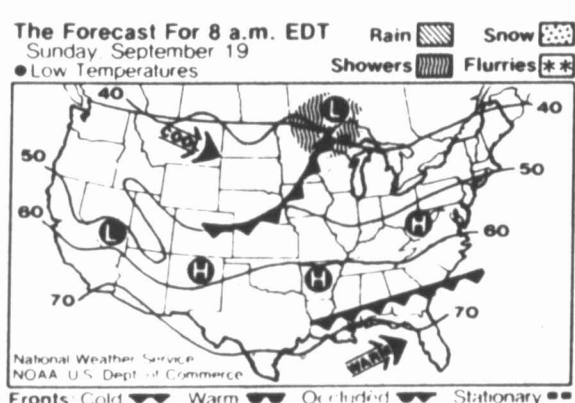 The Forecast For 8 a.m. EDT
Sunday, September 19
● Low Temperatures
Rain Snow
Showers Flurries
40 40
COOL
L
50
50
60
L
H
60
H
H
70
70
WARM
National Weather Service
NOAA U S Dept of Commerce
Fronts: Cold Warm Occluded Stationary